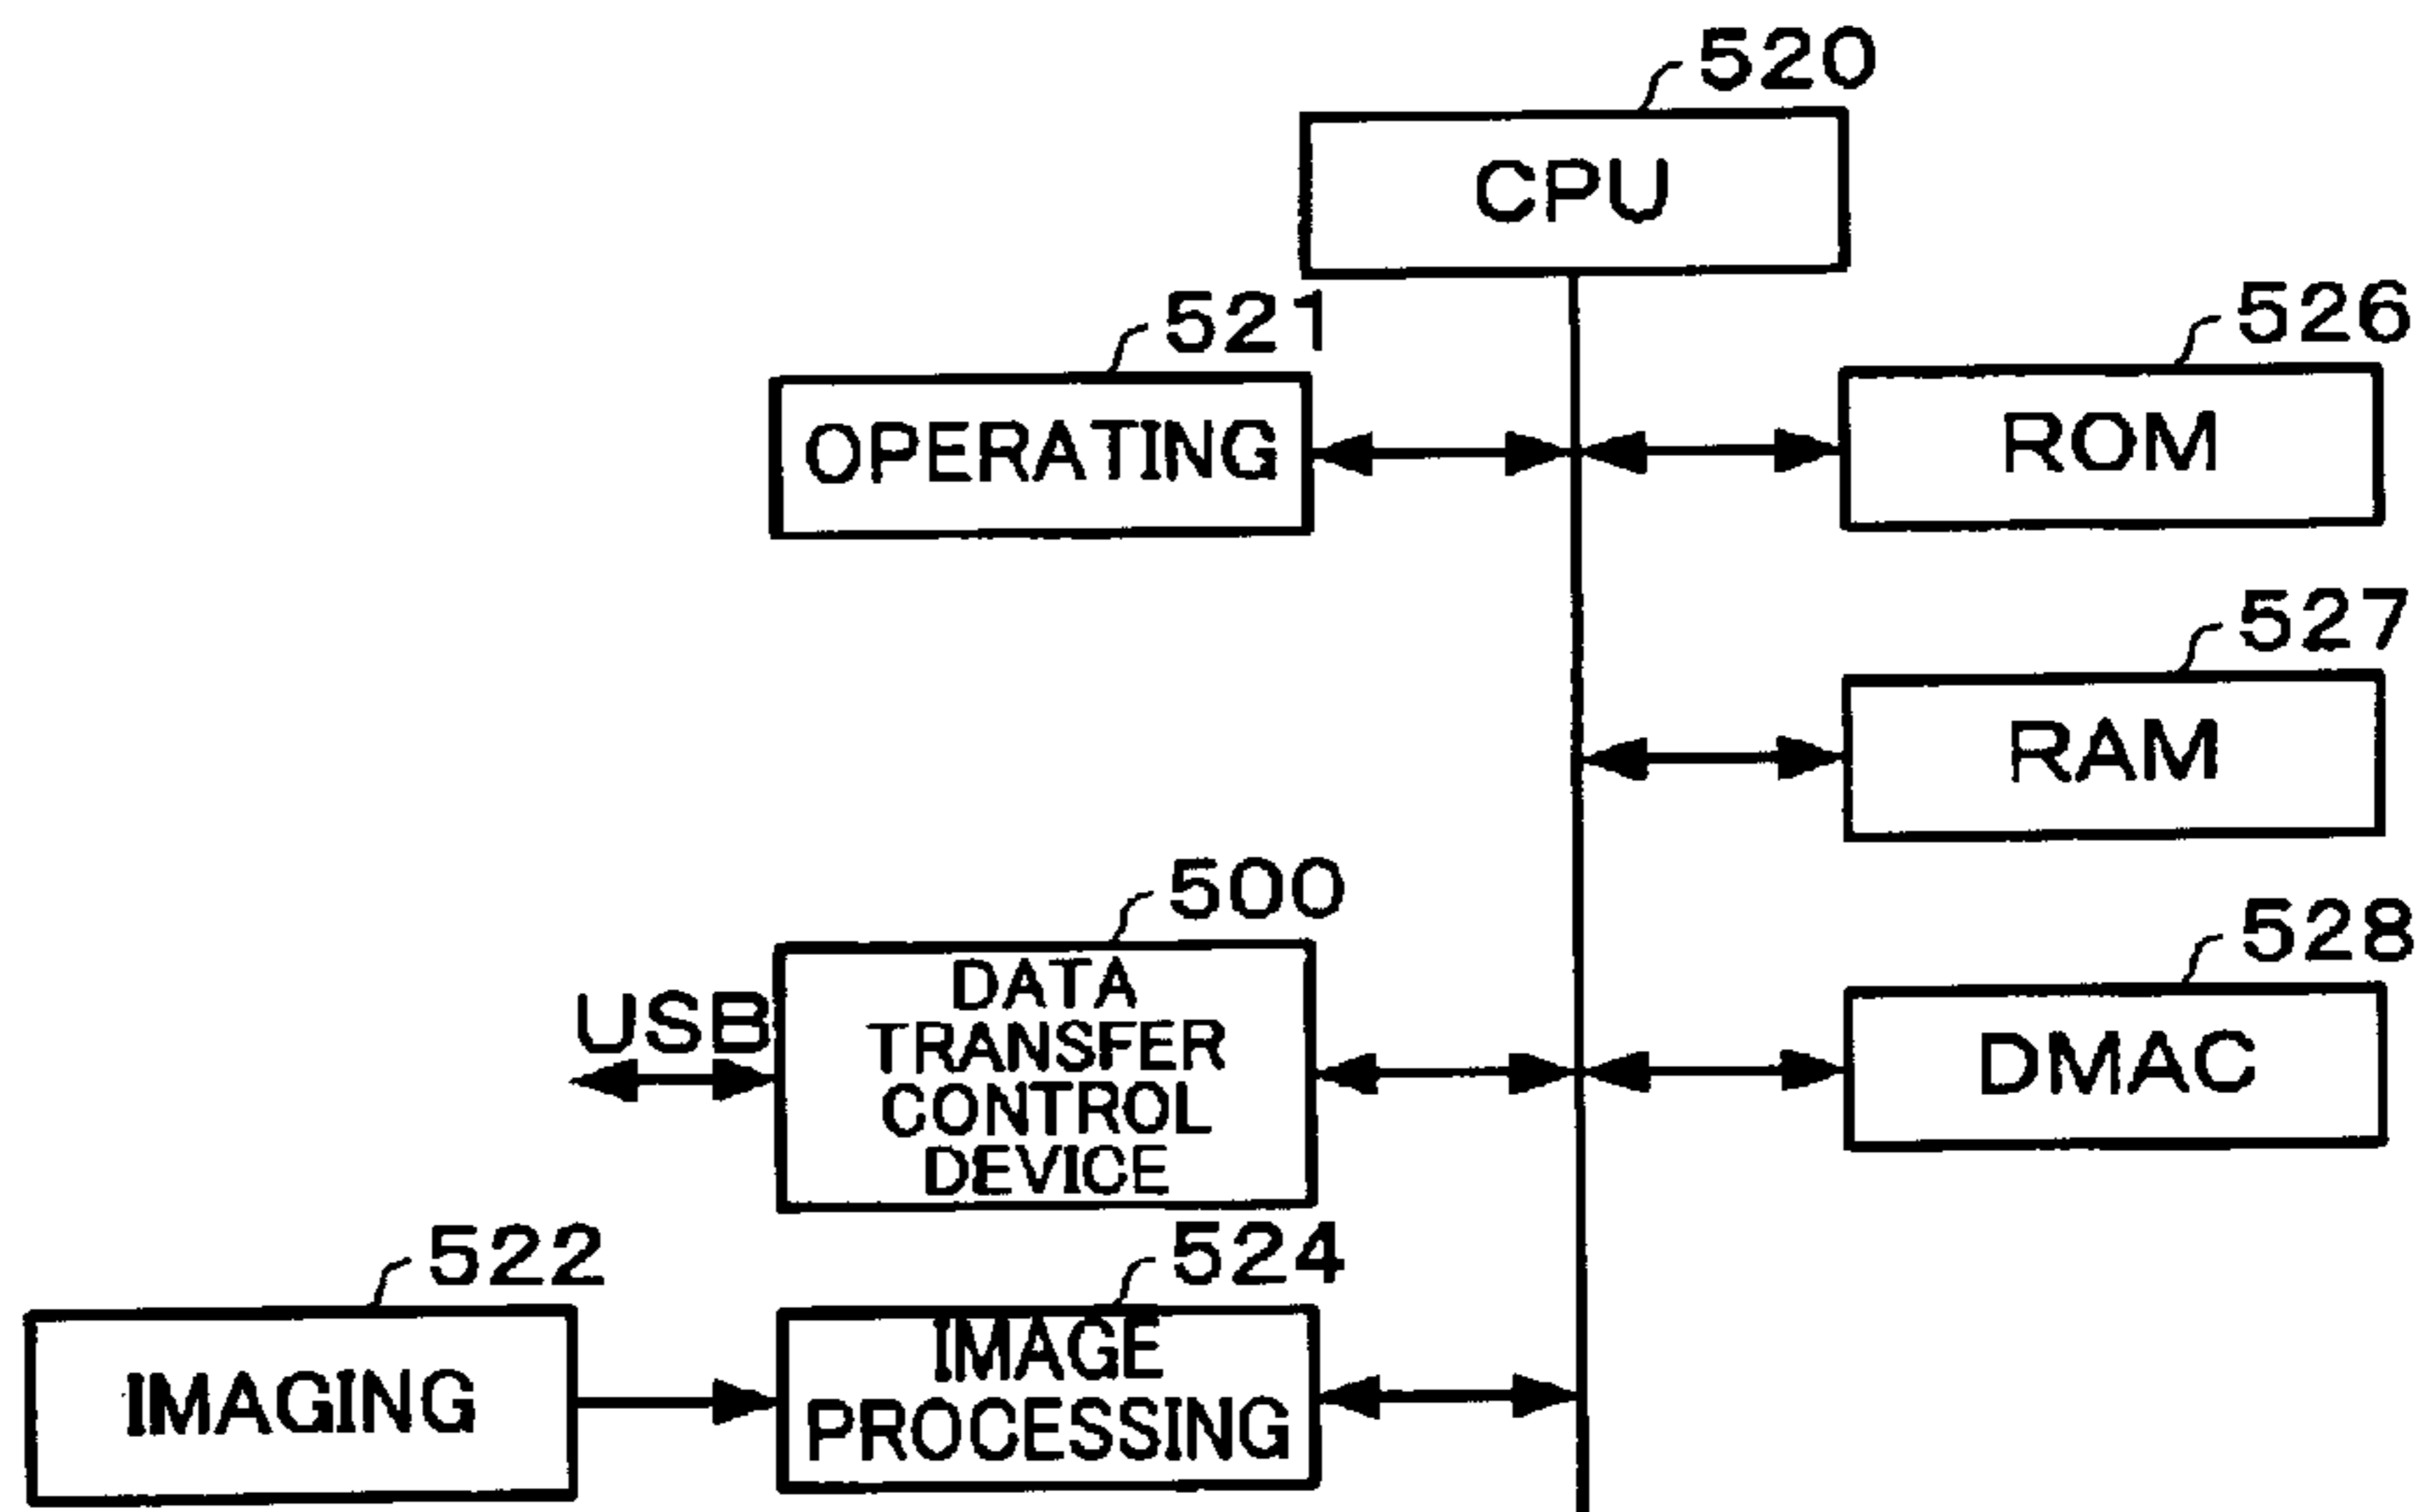 520
CPU
521
OPERATING
526
ROM
527
RAM
500
DATA
TRANSFER
CONTROL
DEVICE
USB
528
DMAC
522
IMAGING
524
IMAGE
PROCESSING